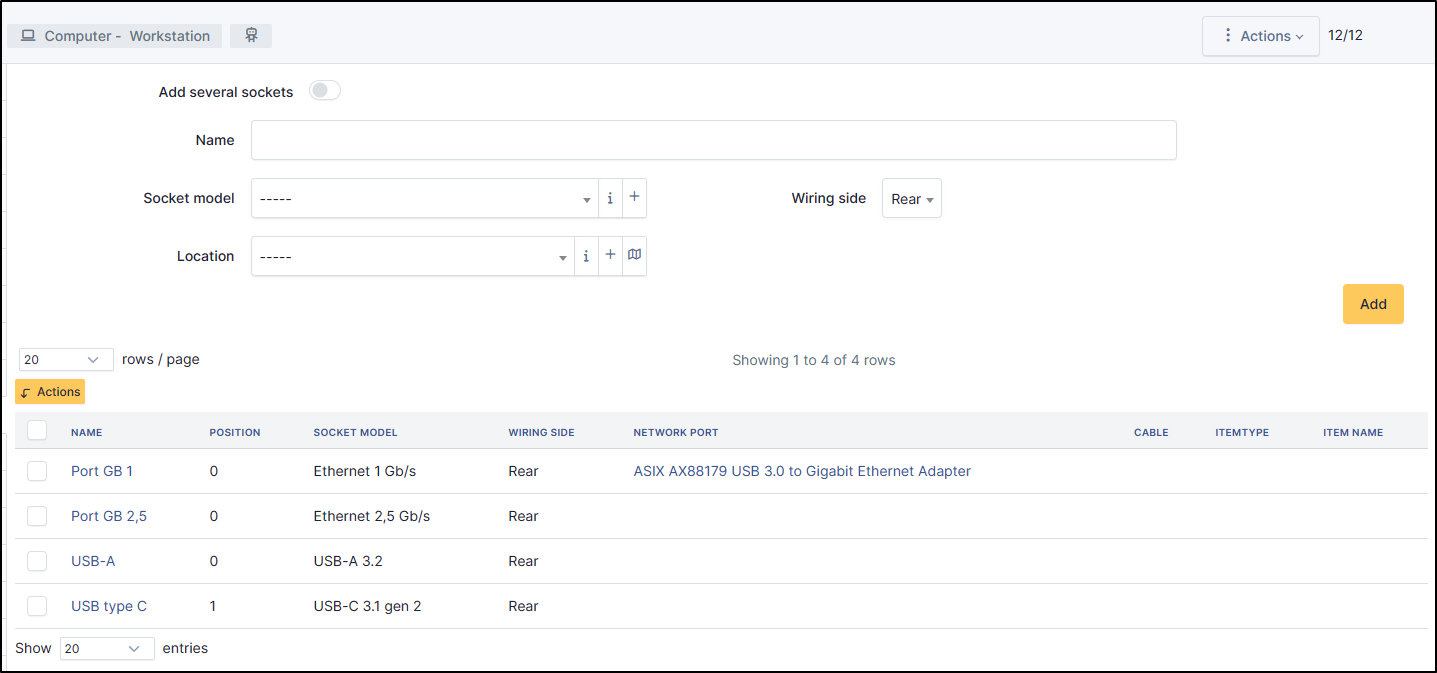 Computer - Workstation
Actions 12/12
Add several sockets
Name
Socket model ----- i + Wiring side Rear
Location ----- i +
Add
20 rows / page Showing 1 to 4 of 4 rows
Actions
NAME POSITION SOCKET MODEL WIRING SIDE NETWORK PORT CABLE ITEMTYPE ITEM NAME
Port GB 1 0 Ethernet 1 Gb/s Rear ASIX AX88179 USB 3.0 to Gigabit Ethernet Adapter
Port GB 2,5 0 Ethernet 2,5 Gb/s Rear
USB-A 0 USB-A 3.2 Rear
USB type C 1 USB-C 3.1 gen 2 Rear
Show 20 entries